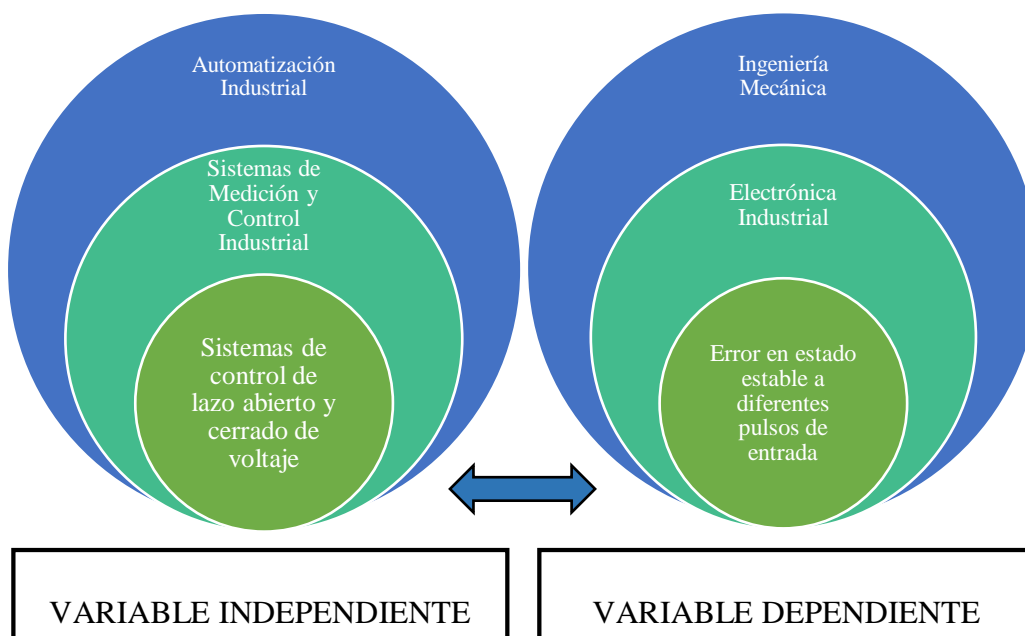 Automatización
Industrial
Sistemas de
Medición y
Control
Industrial
Sistemas de
control de
lazo abierto y
cerrado de
voltaje
Ingeniería
Mecánica
Electrónica
Industrial
Error en estado
estable a
diferentes
pulsos de
entrada
VARIABLE INDEPENDIENTE
VARIABLE DEPENDIENTE